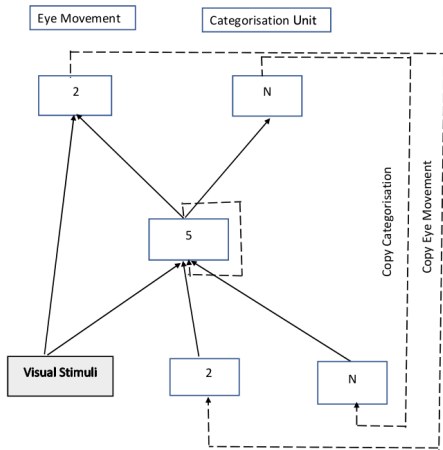 Eye Movement
Categorisation Unit
2
N
5
Copy Categorisation
Copy Eye Movement
Visual Stimuli
2
N